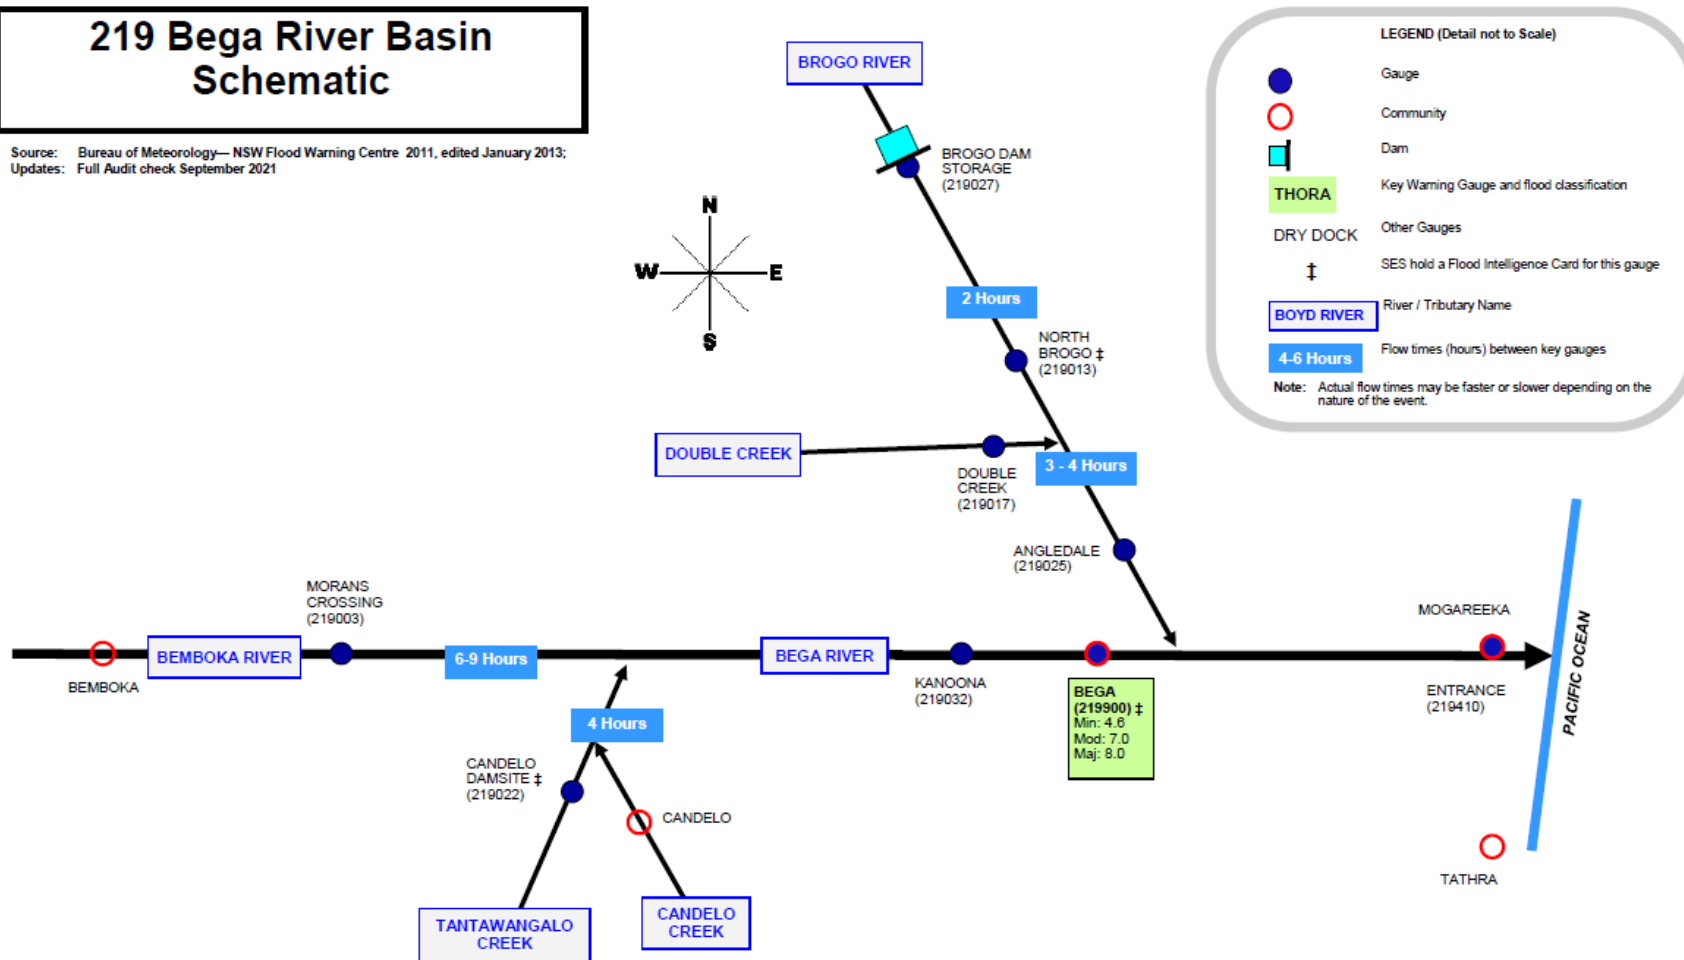 219 Bega River Basin
Schematic
Source: Bureau of Meteorology— NSW Flood Warning Centre 2011, edited January 2013;
Updates: Full Audit check September 2021
N
W
E
S
BROGO RIVER
BROGO DAM
STORAGE
(219027)
2 Hours
NORTH
BROGO ‡
(219013)
DOUBLE CREEK
DOUBLE
CREEK
(219017)
3 - 4 Hours
ANGLEDALE
(219025)
LEGEND (Detail not to Scale)
Gauge
Community
Dam
THORA
Key Warning Gauge and flood classification
DRY DOCK
Other Gauges
‡
SES hold a Flood Intelligence Card for this gauge
BOYD RIVER
River / Tributary Name
4-6 Hours
Flow times (hours) between key gauges
Note: Actual flow times may be faster or slower depending on the
nature of the event.
MORANS
CROSSING
(219003)
BEMBOKA
BEMBOKA RIVER
6-9 Hours
BEGA RIVER
KANOONA
(219032)
BEGA
(219900) ‡
Min: 4.6
Mod: 7.0
Maj: 8.0
MOGAREEKA
ENTRANCE
(219410)
PACIFIC OCEAN
4 Hours
CANDELO
DAMSITE ‡
(219022)
CANDELO
TATHRA
TANTAWANGALO
CREEK
CANDELO
CREEK